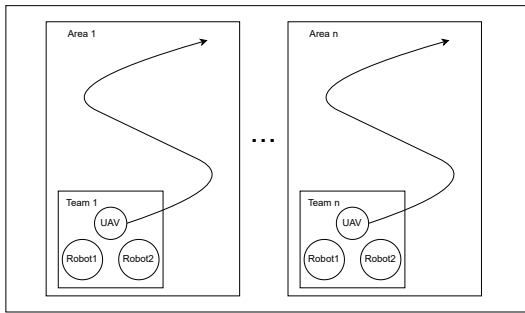 Area 1
Area n
...
Team 1
UAV
Robot1
Robot2
Team n
UAV
Robot1
Robot2